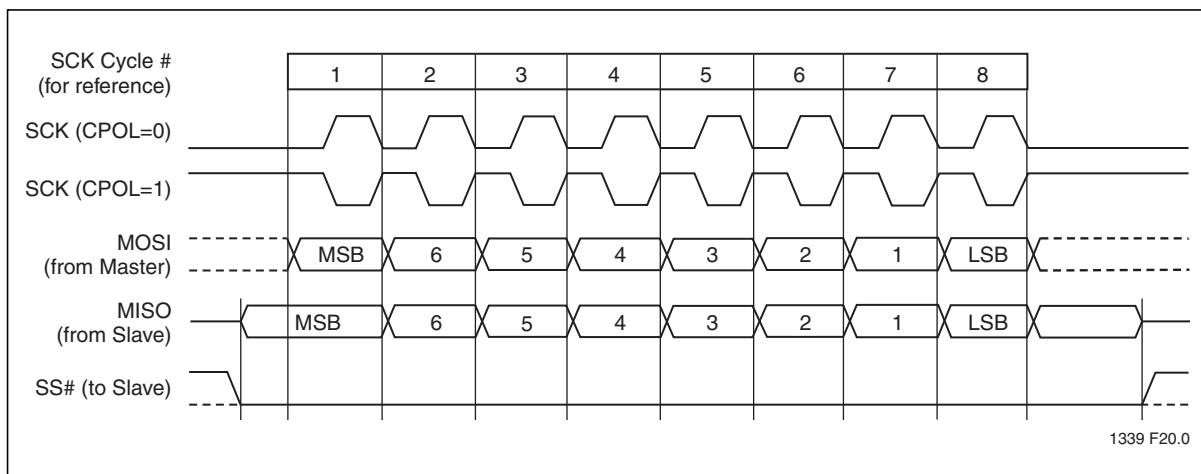 SCK Cycle #
(for reference)
1 2 3 4 5 6 7 8
SCK (CPOL=0)
SCK (CPOL=1)
MOSI
(from Master)
MSB 6 5 4 3 2 1 LSB
MISO
(from Slave)
MSB 6 5 4 3 2 1 LSB
SS# (to Slave)
1339 F20.0